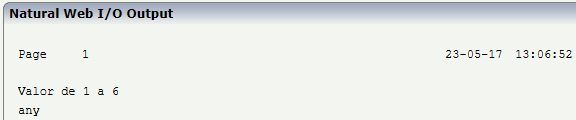 Natural Web I/O Output
Page 1 23-05-17 13:06:52
Valor de 1 a 6
any